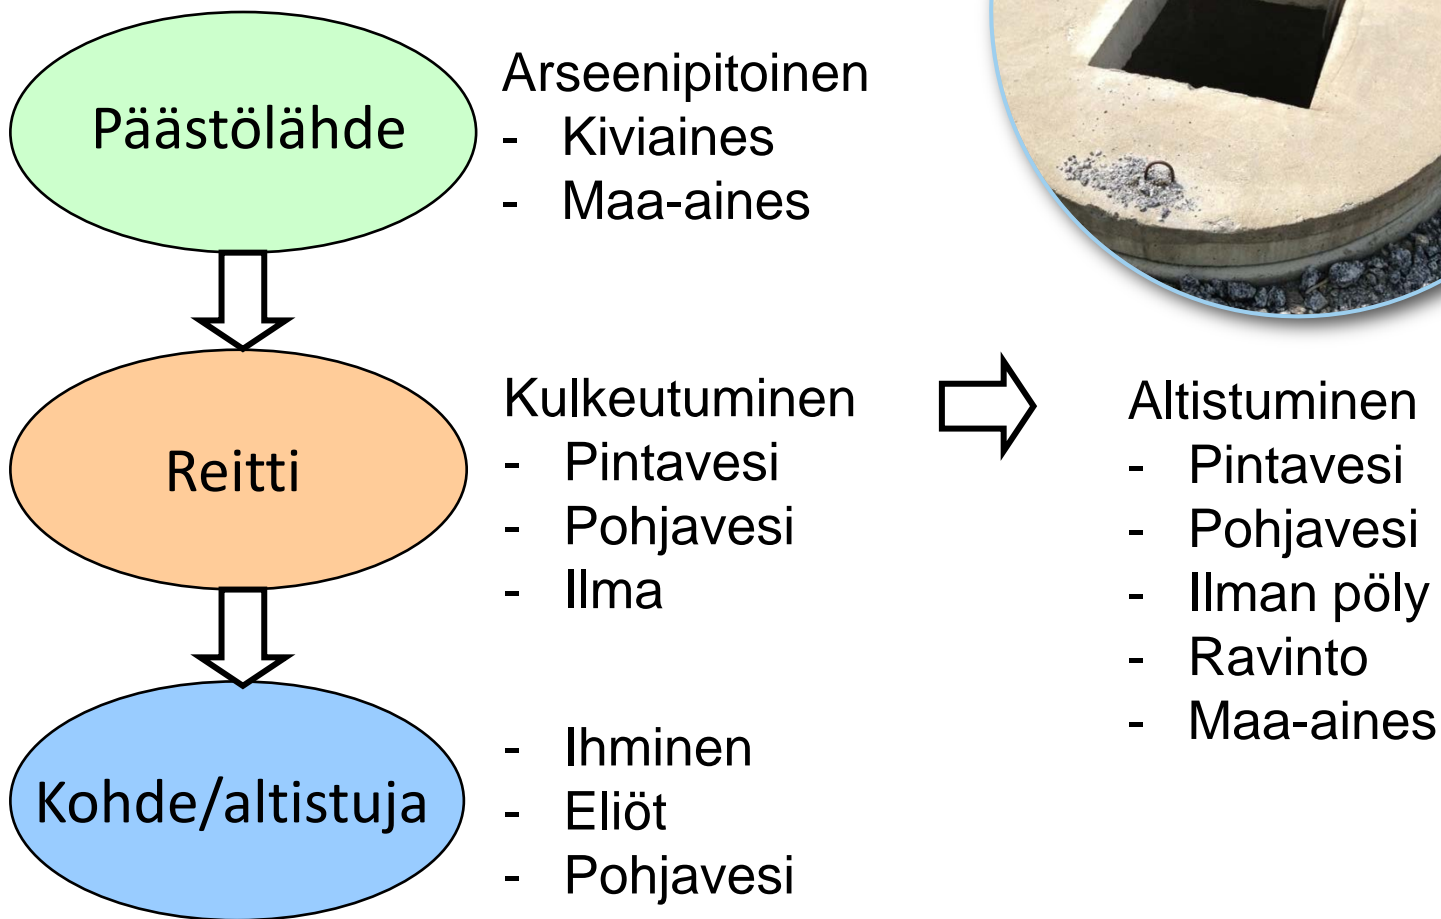 Päästölähde
Arseenipitoinen
- Kiviaines
- Maa-aines
Reitti
Kulkeutuminen
- Pintavesi
- Pohjavesi
- Ilma
Altistuminen
- Pintavesi
- Pohjavesi
- Ilman pöly
- Ravinto
- Maa-aines
Kohde/altistuja
- Ihminen
- Eliöt
- Pohjavesi